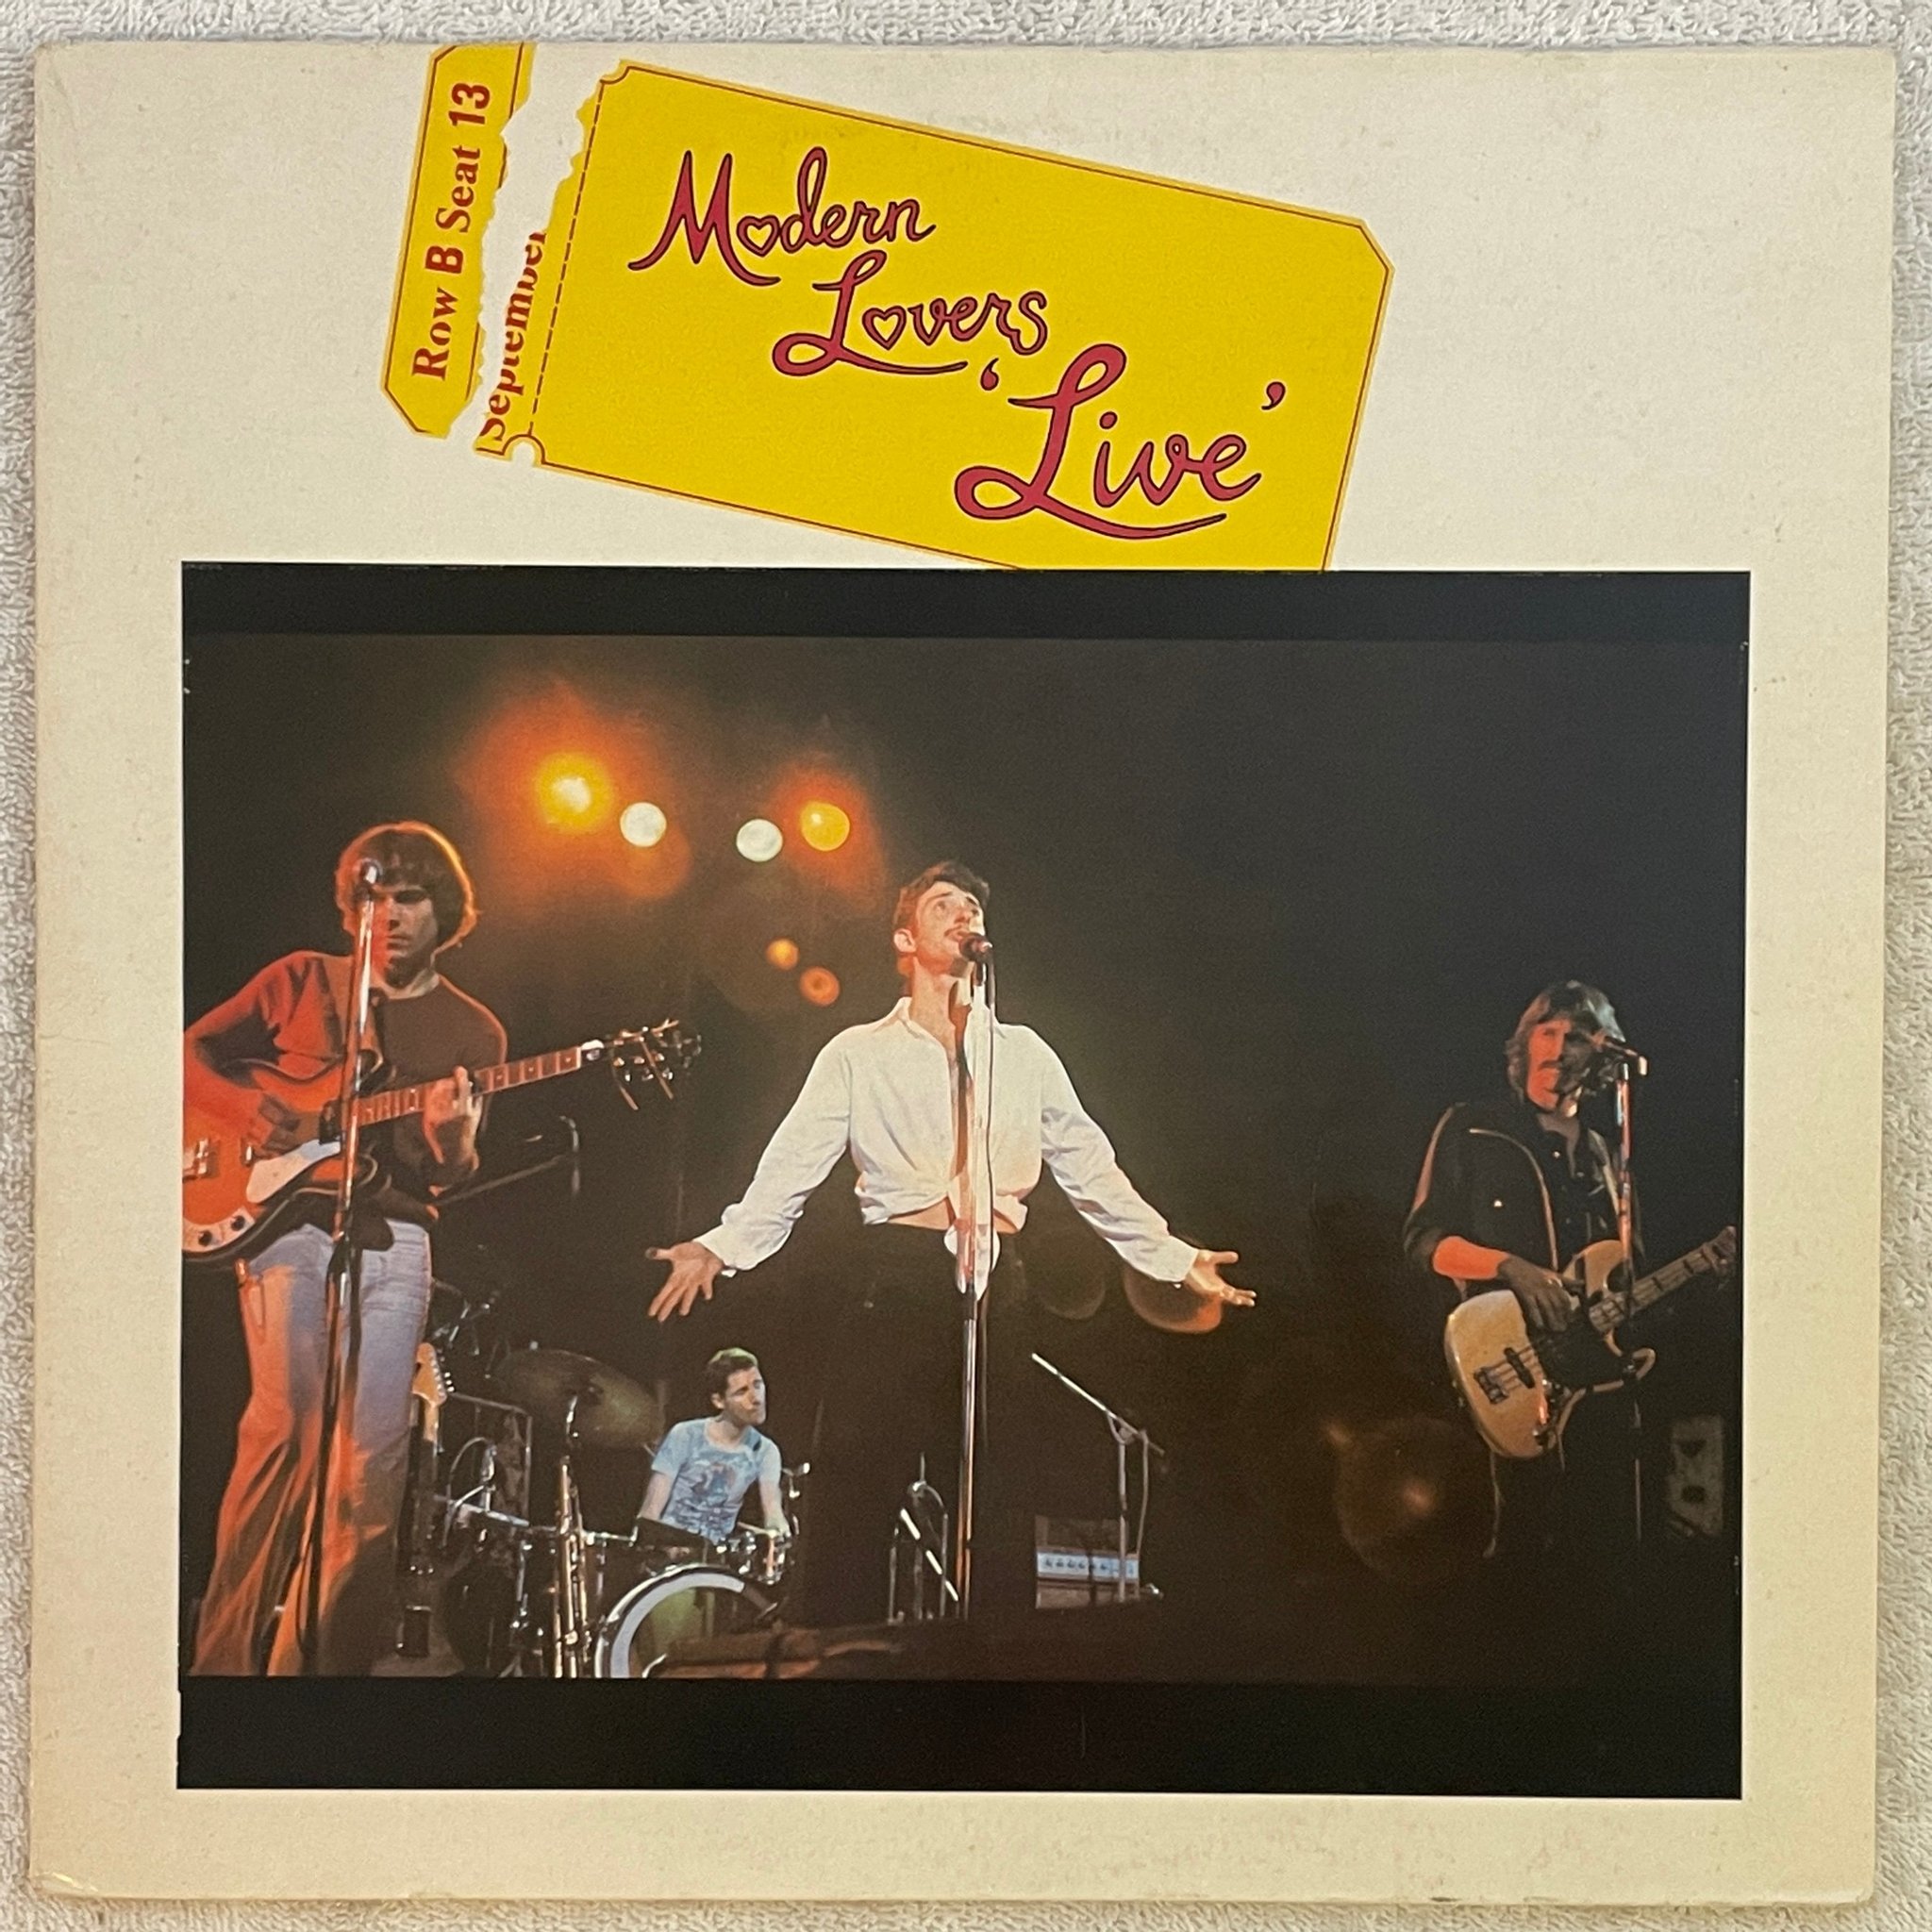 Row B Seat 13
September
Modern
Lovers
‘Live’